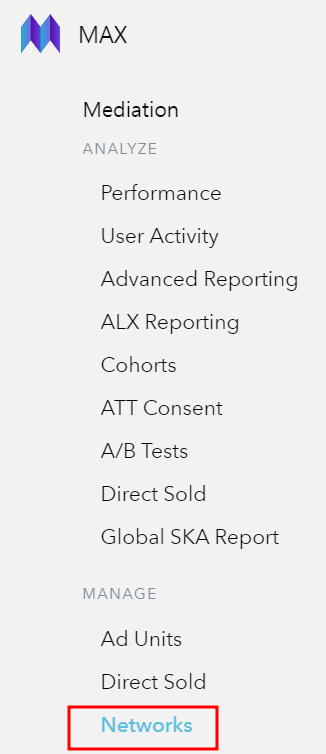 MAX
Mediation
ANALYZE
Performance
User Activity
Advanced Reporting
ALX Reporting
Cohorts
ATT Consent
A/B Tests
Direct Sold
Global SKA Report
MANAGE
Ad Units
Direct Sold
Networks